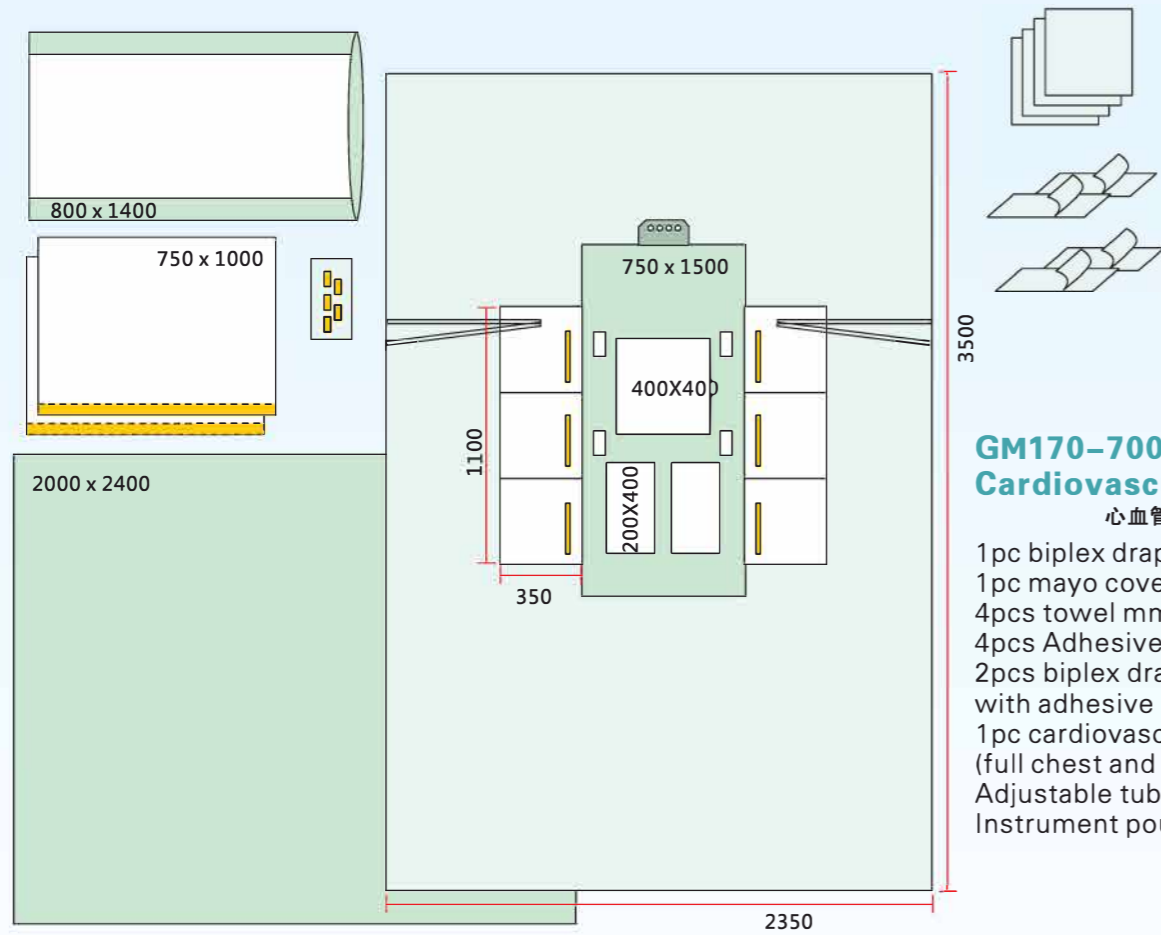 800 x 1400
750 x 1000
2000 x 2400
750 x 1500
400X400
200X400
1100
350
3500
2350
GM170–700
Cardiovasc
心血管
1pc biplex drap
1pc mayo cove
4pcs towel mm
4pcs Adhesive
2pcs biplex dra
with adhesive
1pc cardiovasc
(full chest and
Adjustable tub
Instrument pou